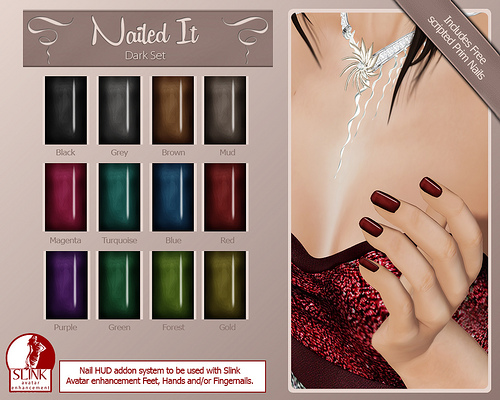 Nailed It
Dark Set
Includes Free
scripted Prim Nails
Black
Grey
Brown
Mud
Magenta
Turquoise
Blue
Red
Purple
Green
Forest
Gold
SLINK
avatar
enhancement
Nail HUD addon system to be used with Slink
Avatar enhancement Feet, Hands and/or Fingernails.